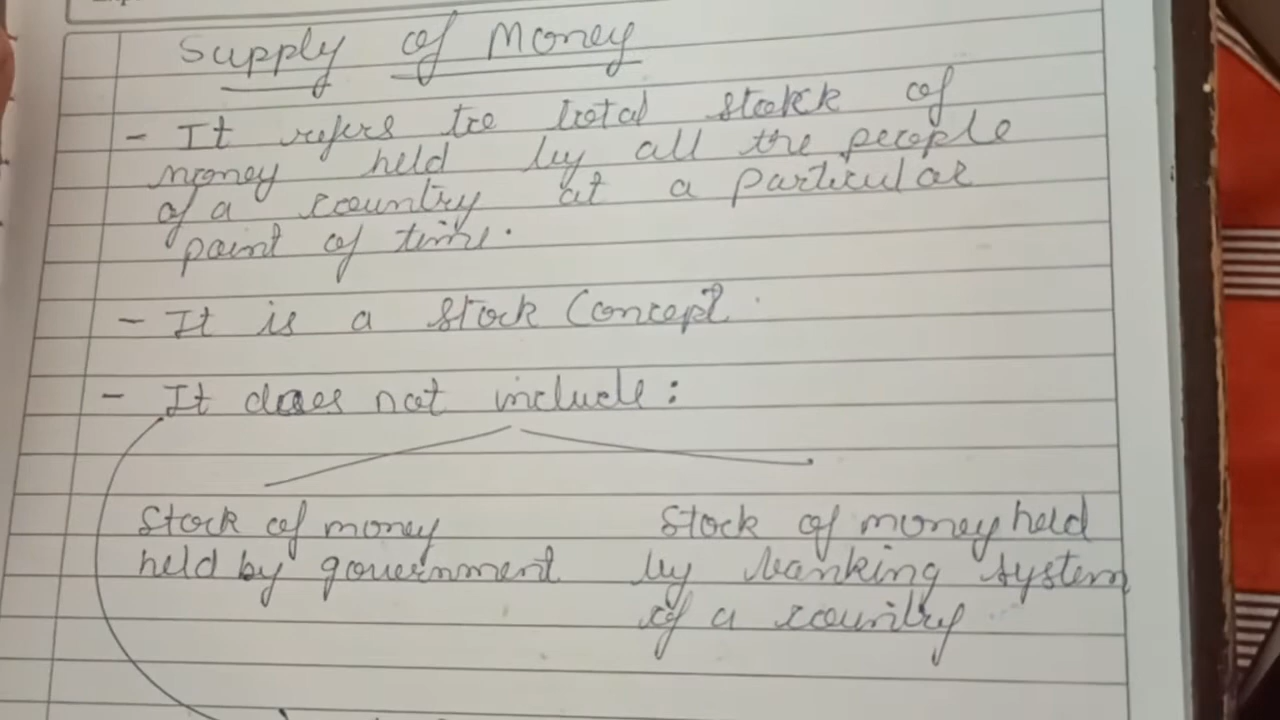 Supply of Money
- It refers to total stock of
money held by all the people
of a country at a particular
point of time.
- It is a Stock Concept.
- It does not include:
Stock of money
held by government
Stock of money held
by banking system
of a country